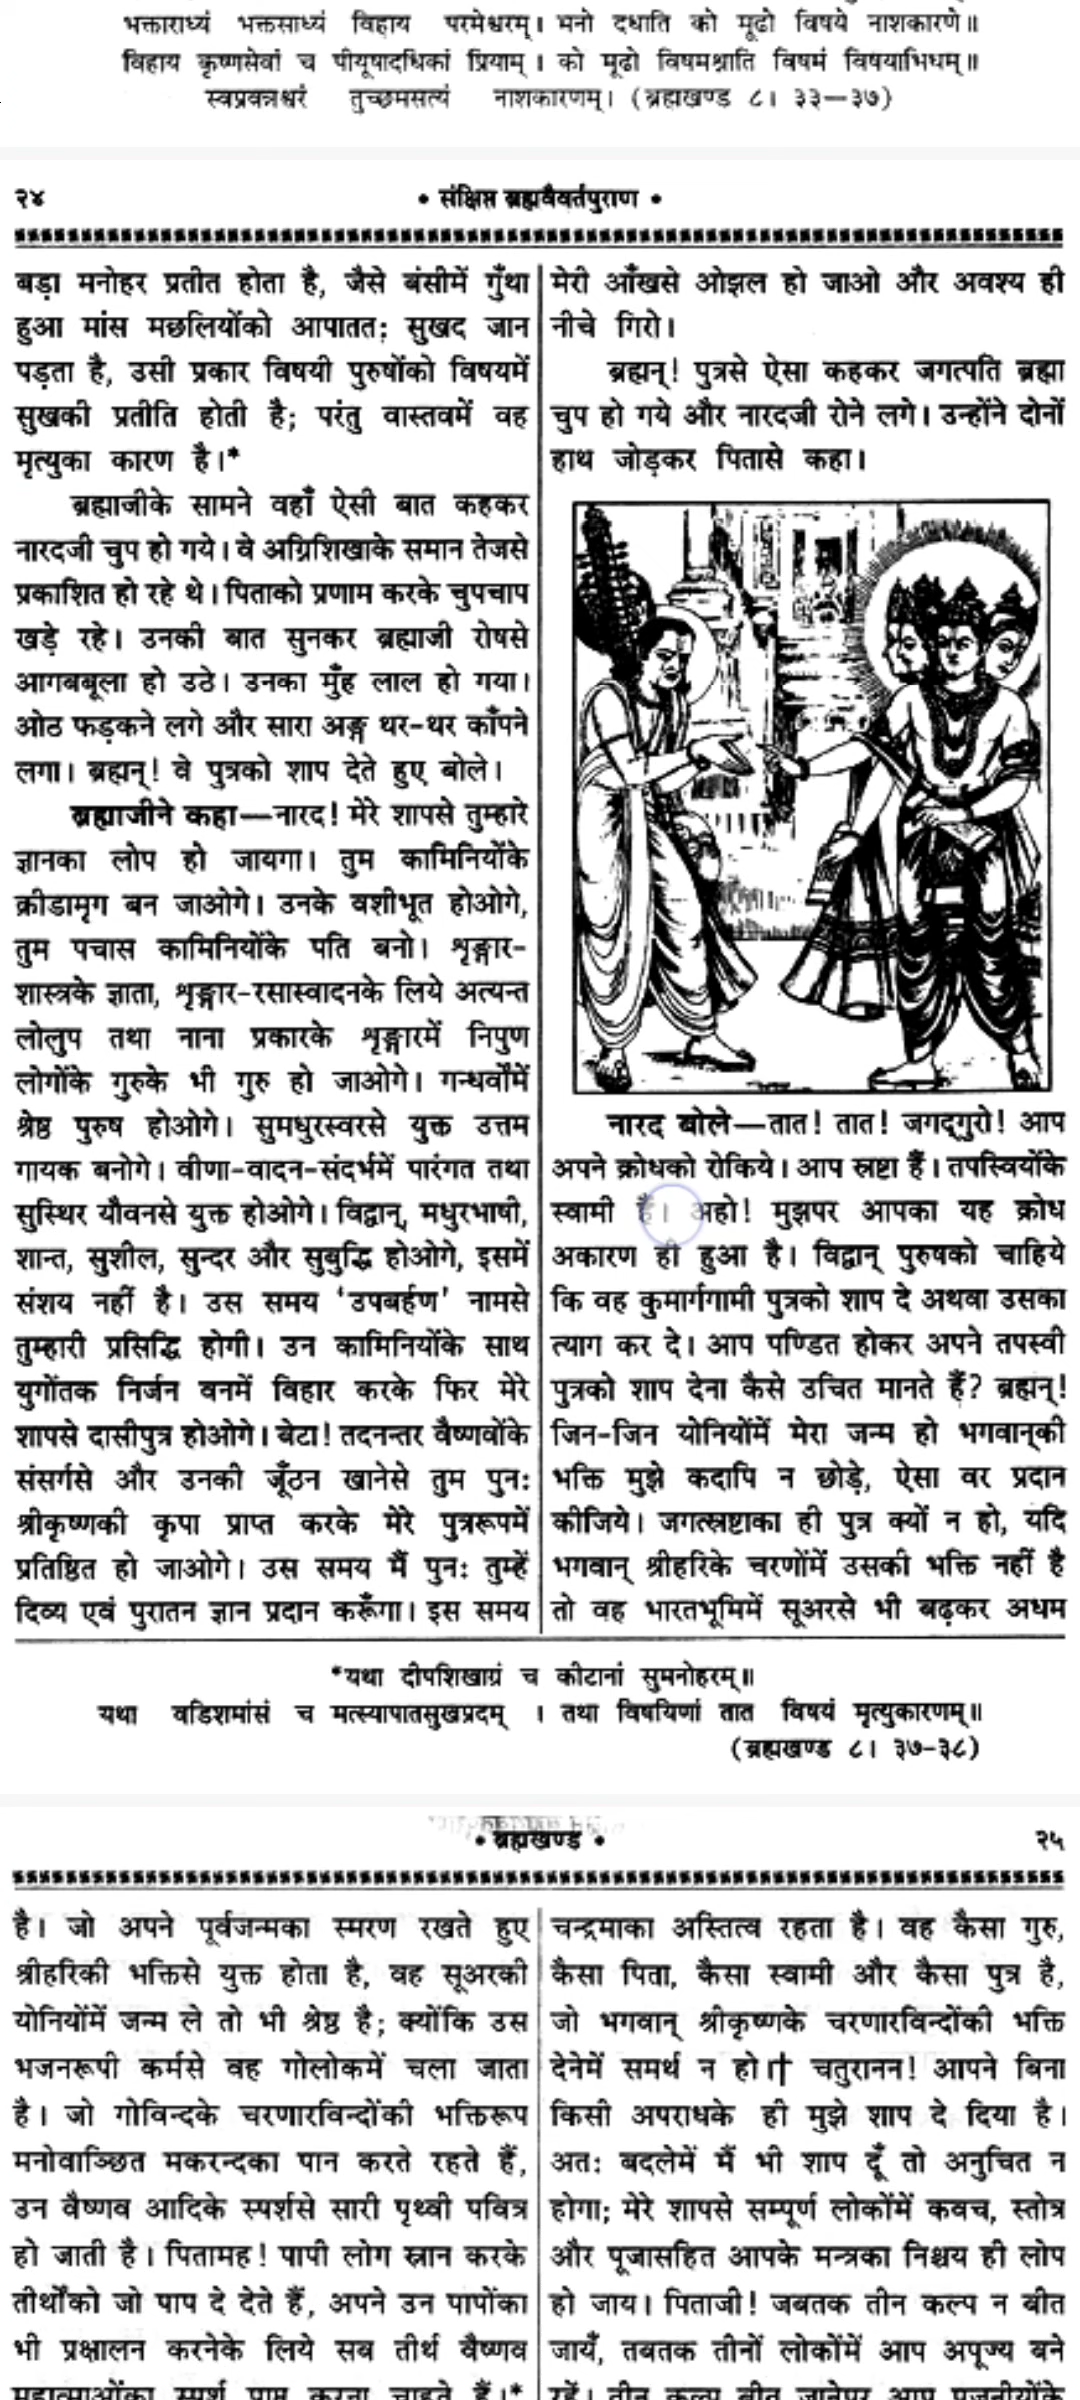 भक्ताराध्यं भक्तसाध्यं विहाय परमेश्वरम्। मनो दधाति को मूढो विषये नाशकारणे॥
विहाय कृष्णसेवां च पीयूषादधिकां प्रियाम्। को मूढो विषमश्नाति विषमं विषयाभिधम्॥
स्वप्नवन्नश्वरं तुच्छमसत्यं नाशकारणम्। (ब्रह्मखण्ड ८। ३३—३७)
२४
• संक्षिप्त ब्रह्मवैवर्तपुराण •
बड़ा मनोहर प्रतीत होता है, जैसे बंसीमें गुँथा
हुआ मांस मछलियोंको आपाततः सुखद जान
पड़ता है, उसी प्रकार विषयी पुरुषोंको विषयमें
सुखकी प्रतीति होती है; परंतु वास्तवमें वह
मृत्युका कारण है।*
ब्रह्माजीके सामने वहाँ ऐसी बात कहकर
नारदजी चुप हो गये। वे अग्निशिखाके समान तेजसे
प्रकाशित हो रहे थे। पिताको प्रणाम करके चुपचाप
खड़े रहे। उनकी बात सुनकर ब्रह्माजी रोषसे
आगबबूला हो उठे। उनका मुँह लाल हो गया।
ओठ फड़कने लगे और सारा अङ्ग थर-थर काँपने
लगा। ब्रह्मन्! वे पुत्रको शाप देते हुए बोले।
ब्रह्माजीने कहा—नारद! मेरे शापसे तुम्हारे
ज्ञानका लोप हो जायगा। तुम कामिनियोंके
क्रीडामृग बन जाओगे। उनके वशीभूत होओगे,
तुम पचास कामिनियोंके पति बनो। शृङ्गार-
शास्त्रके ज्ञाता, शृङ्गार-रसास्वादनके लिये अत्यन्त
लोलुप तथा नाना प्रकारके शृङ्गारमें निपुण
लोगोंके गुरुके भी गुरु हो जाओगे। गन्धर्वोंमें
श्रेष्ठ पुरुष होओगे। सुमधुरस्वरसे युक्त उत्तम
गायक बनोगे। वीणा-वादन-संदर्भमें पारंगत तथा
सुस्थिर यौवनसे युक्त होओगे। विद्वान्, मधुरभाषी,
शान्त, सुशील, सुन्दर और सुबुद्धि होओगे, इसमें
संशय नहीं है। उस समय 'उपबर्हण' नामसे
तुम्हारी प्रसिद्धि होगी। उन कामिनियोंके साथ
युगोंतक निर्जन वनमें विहार करके फिर मेरे
शापसे दासीपुत्र होओगे। बेटा! तदनन्तर वैष्णवोंके
संसर्गसे और उनकी जूँठन खानेसे तुम पुनः
श्रीकृष्णकी कृपा प्राप्त करके मेरे पुत्ररूपमें
प्रतिष्ठित हो जाओगे। उस समय मैं पुनः तुम्हें
दिव्य एवं पुरातन ज्ञान प्रदान करूँगा। इस समय
मेरी आँखसे ओझल हो जाओ और अवश्य ही
नीचे गिरो।
ब्रह्मन्! पुत्रसे ऐसा कहकर जगत्पति ब्रह्मा
चुप हो गये और नारदजी रोने लगे। उन्होंने दोनों
हाथ जोड़कर पितासे कहा।
नारद बोले—तात! तात! जगद्गुरो! आप
अपने क्रोधको रोकिये। आप स्रष्टा हैं। तपस्वियोंके
स्वामी हैं। अहो! मुझपर आपका यह क्रोध
अकारण ही हुआ है। विद्वान् पुरुषको चाहिये
कि वह कुमार्गगामी पुत्रको शाप दे अथवा उसका
त्याग कर दे। आप पण्डित होकर अपने तपस्वी
पुत्रको शाप देना कैसे उचित मानते हैं? ब्रह्मन्!
जिन-जिन योनियोंमें मेरा जन्म हो भगवान्‌की
भक्ति मुझे कदापि न छोड़े, ऐसा वर प्रदान
कीजिये। जगत्स्रष्टाका ही पुत्र क्यों न हो, यदि
भगवान् श्रीहरिके चरणोंमें उसकी भक्ति नहीं है
तो वह भारतभूमिमें सूअरसे भी बढ़कर अधम
*यथा दीपशिखाग्रं च कीटानां सुमनोहरम्॥
यथा वडिशमांसं च मत्स्यापातसुखप्रदम् । तथा विषयिणां तात विषयं मृत्युकारणम्॥
(ब्रह्मखण्ड ८। ३७-३८)
• ब्रह्मखण्ड •
२५
है। जो अपने पूर्वजन्मका स्मरण रखते हुए
श्रीहरिकी भक्तिसे युक्त होता है, वह सूअरकी
योनियोंमें जन्म ले तो भी श्रेष्ठ है; क्योंकि उस
भजनरूपी कर्मसे वह गोलोकमें चला जाता
है। जो गोविन्दके चरणारविन्दोंकी भक्तिरूप
मनोवाञ्छित मकरन्दका पान करते रहते हैं,
उन वैष्णव आदिके स्पर्शसे सारी पृथ्वी पवित्र
हो जाती है। पितामह! पापी लोग स्नान करके
तीर्थोंको जो पाप दे देते हैं, अपने उन पापोंका
भी प्रक्षालन करनेके लिये सब तीर्थ वैष्णव
महात्माओंका स्पर्श प्राप्त करना चाहते हैं।*
चन्द्रमाका अस्तित्व रहता है। वह कैसा गुरु,
कैसा पिता, कैसा स्वामी और कैसा पुत्र है,
जो भगवान् श्रीकृष्णके चरणारविन्दोंकी भक्ति
देनेमें समर्थ न हो।† चतुरानन! आपने बिना
किसी अपराधके ही मुझे शाप दे दिया है।
अतः बदलेमें मैं भी शाप दूँ तो अनुचित न
होगा; मेरे शापसे सम्पूर्ण लोकोंमें कवच, स्तोत्र
और पूजासहित आपके मन्त्रका निश्चय ही लोप
हो जाय। पिताजी! जबतक तीन कल्प न बीत
जायँ, तबतक तीनों लोकोंमें आप अपूज्य बने
रहें। तीन कल्प बीत जानेपर आप पूजनीयोंके